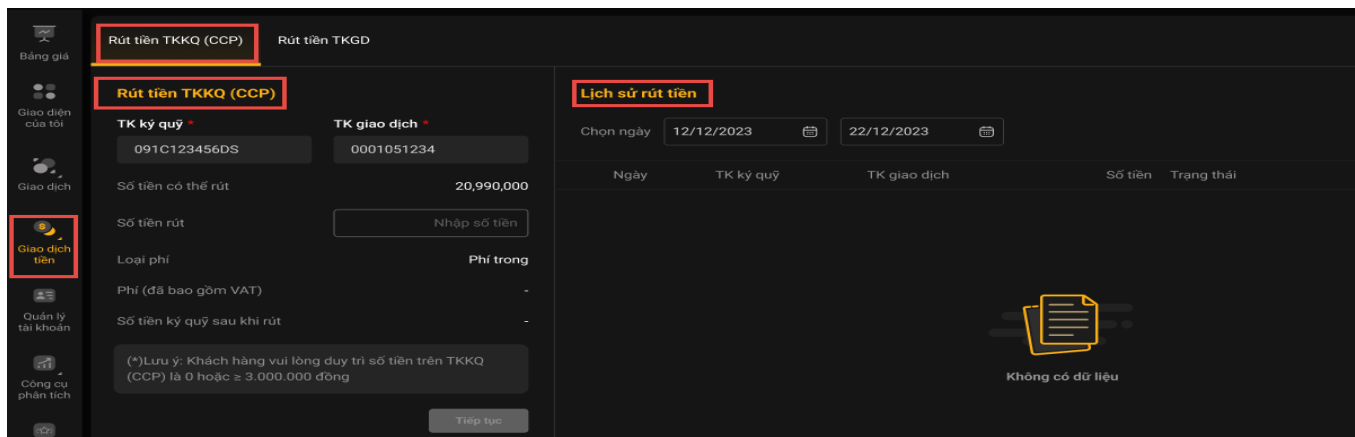 Bảng giá
Giao diện
của tôi
Giao dịch
Giao dịch
tiền
Quản lý
tài khoản
Công cụ
phân tích
Rút tiền TKKQ (CCP)
Rút tiền TKGD
Rút tiền TKKQ (CCP)
TK ký quỹ *
TK giao dịch *
091C123456DS
0001051234
Số tiền có thể rút
20,990,000
Số tiền rút
Nhập số tiền
Loại phí
Phí trong
Phí (đã bao gồm VAT)
-
Số tiền ký quỹ sau khi rút
-
(*)Lưu ý: Khách hàng vui lòng duy trì số tiền trên TKKQ
(CCP) là 0 hoặc ≥ 3.000.000 đồng
Tiếp tục
Lịch sử rút tiền
Chọn ngày
12/12/2023
22/12/2023
Ngày
TK ký quỹ
TK giao dịch
Số tiền
Trạng thái
Không có dữ liệu